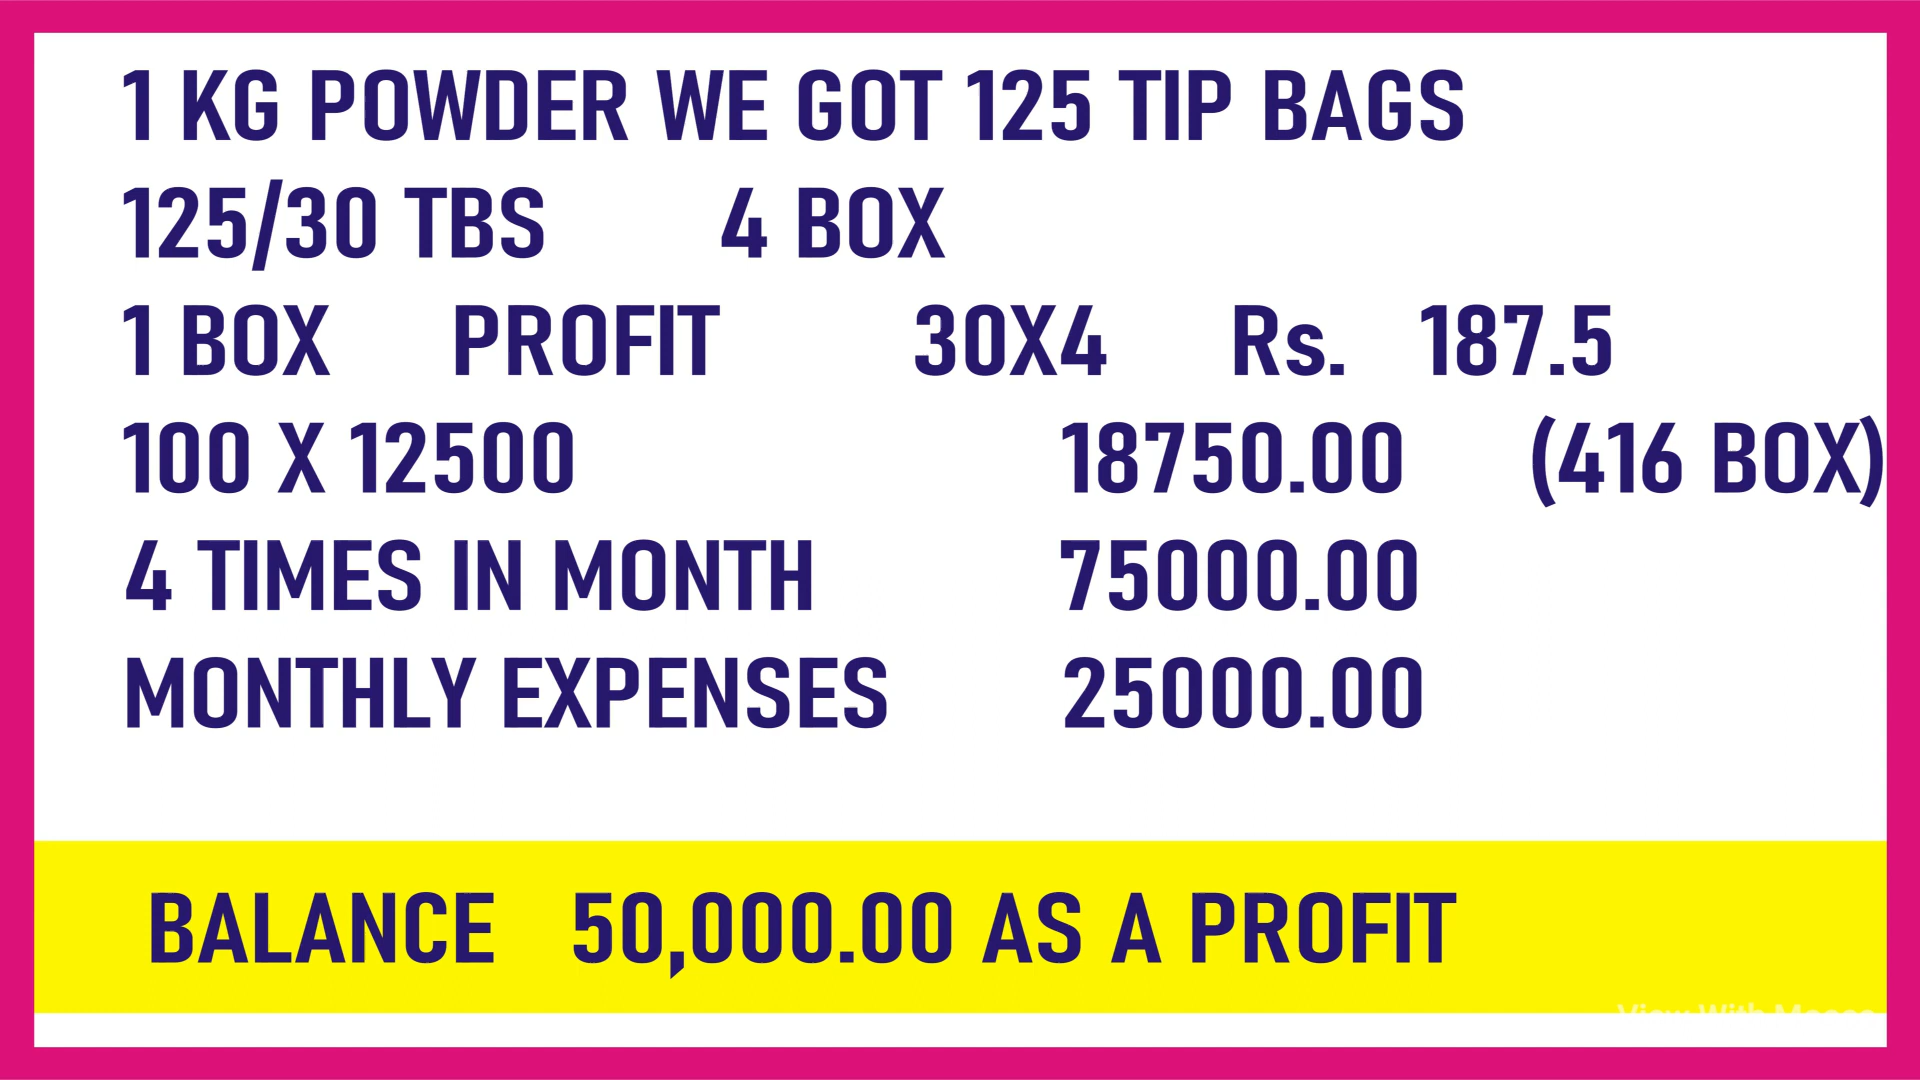 1 KG POWDER WE GOT 125 TIP BAGS
125/30 TBS 4 BOX
1 BOX PROFIT 30X4 Rs. 187.5
100 X 12500 18750.00 (416 BOX)
4 TIMES IN MONTH 75000.00
MONTHLY EXPENSES 25000.00
BALANCE 50,000.00 AS A PROFIT
View With